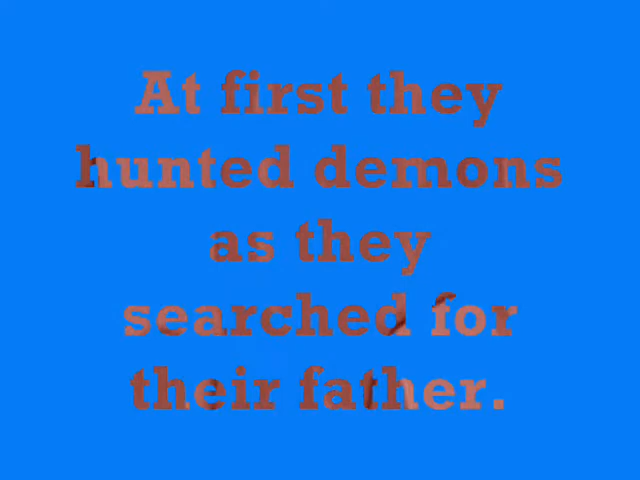 At first they
hunted demons
as they
searched for
their father.